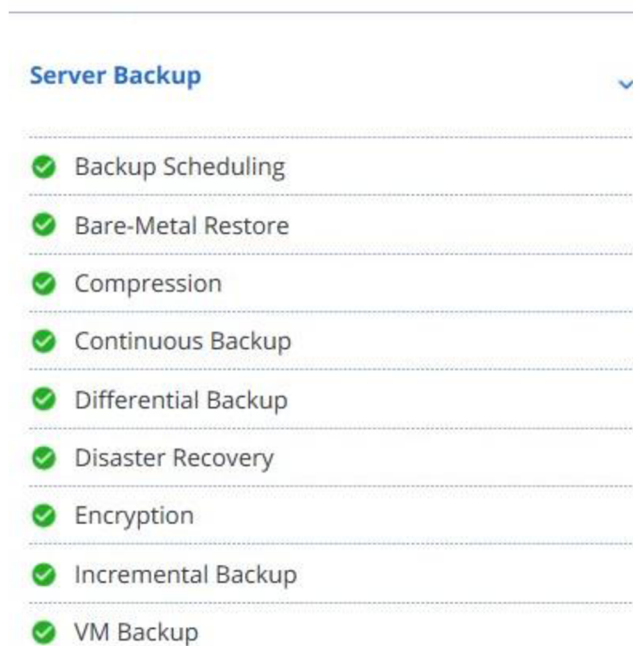 Server Backup
Backup Scheduling
Bare-Metal Restore
Compression
Continuous Backup
Differential Backup
Disaster Recovery
Encryption
Incremental Backup
VM Backup